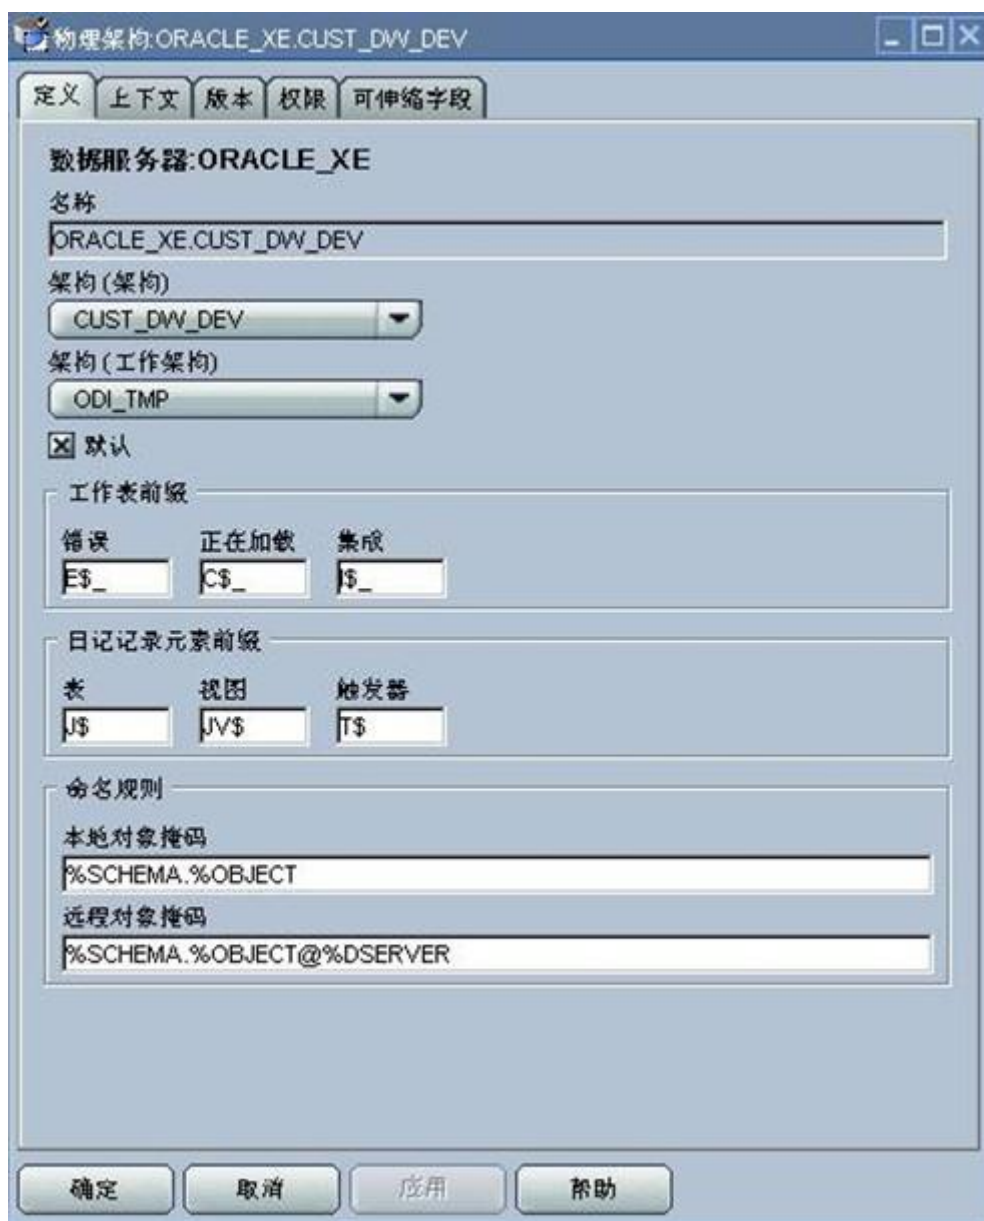 物理架构:ORACLE_XE.CUST_DW_DEV
定义 上下文 版本 权限 可伸缩字段
数据服务器:ORACLE_XE
名称
ORACLE_XE.CUST_DW_DEV
架构(架构)
CUST_DW_DEV
架构(工作架构)
ODI_TMP
默认
工作表前缀
错误 正在加载 集成
E$_ C$_ I$_
日记记录元素前缀
表 视图 触发器
J$ JV$ T$
命名规则
本地对象掩码
%SCHEMA.%OBJECT
远程对象掩码
%SCHEMA.%OBJECT@%DSERVER
确定 取消 应用 帮助